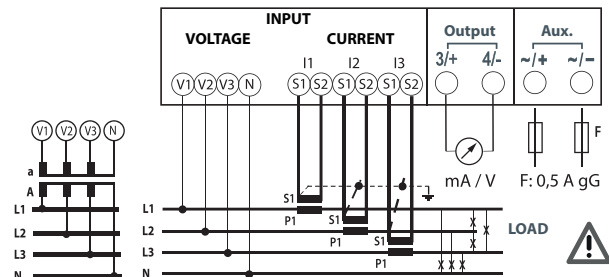 INPUT
VOLTAGE CURRENT
I1 I2 I3
V1 V2 V3 N S1 S2 S1 S2 S1 S2
Output
3/+ 4/-
Aux.
~/+ ~/−
mA / V
F
F: 0,5 A gG
V1 V2 V3 N
a
A
L1
L2
L3
N
S1
L1 P1
S1
L2 P1
S1
L3 P1
N
LOAD